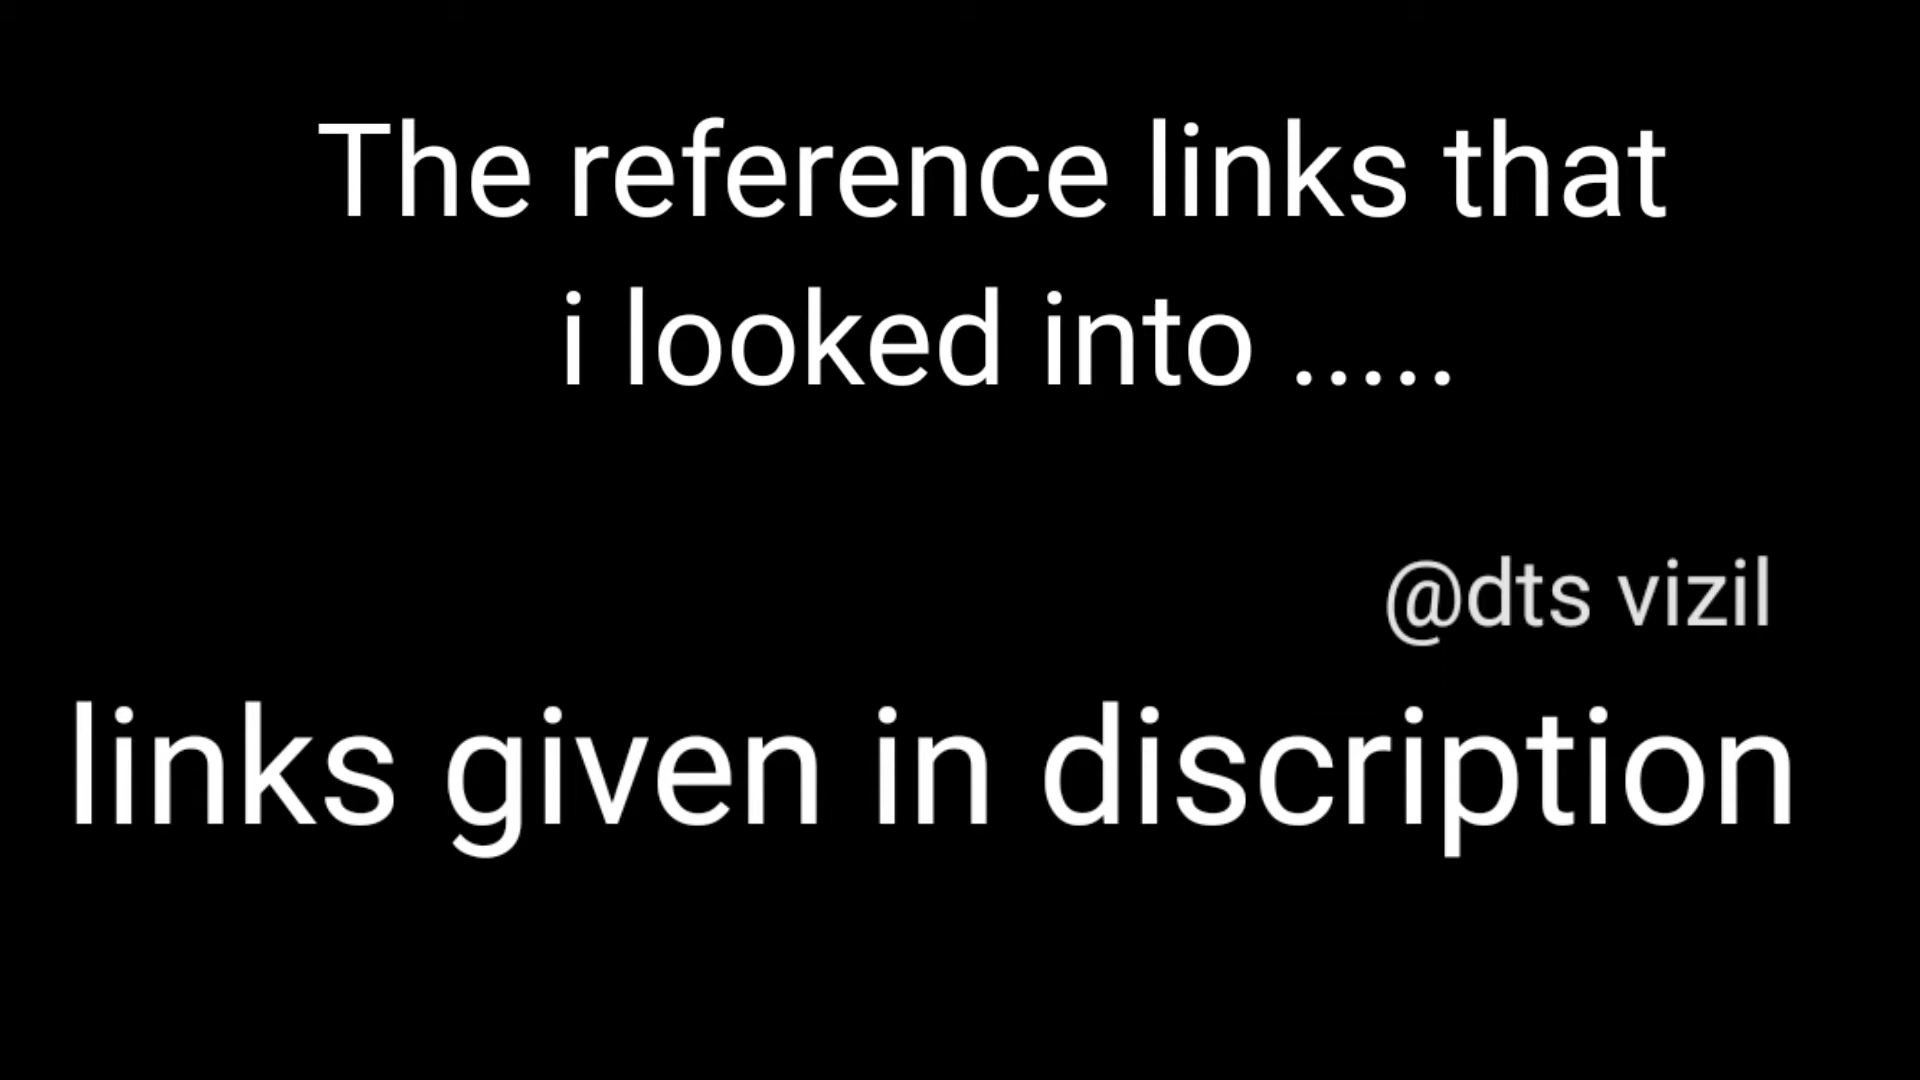 The reference links that
i looked into .....
@dts vizil
links given in discription